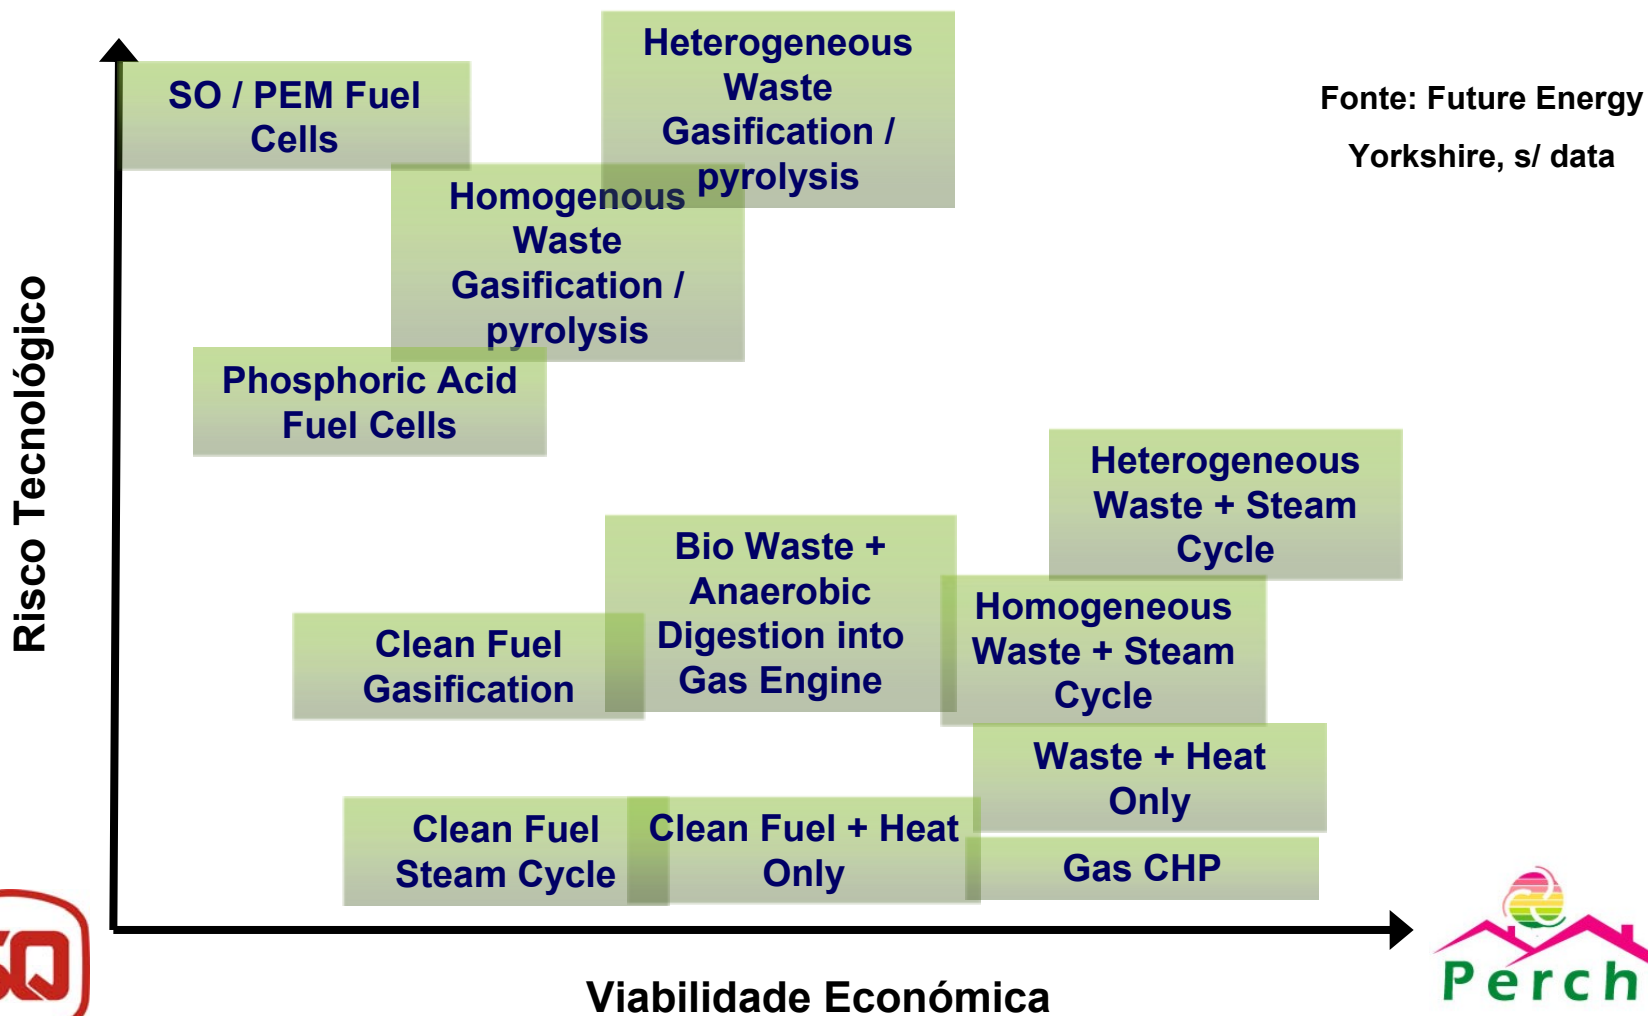 Heterogeneous
Waste
Gasification /
pyrolysis
SO / PEM Fuel
Cells
Fonte: Future Energy
Yorkshire, s/ data
Homogenous
Waste
Gasification /
pyrolysis
Phosphoric Acid
Fuel Cells
Risco Tecnológico
Heterogeneous
Waste + Steam
Cycle
Bio Waste +
Anaerobic
Digestion into
Gas Engine
Homogeneous
Waste + Steam
Cycle
Clean Fuel
Gasification
Waste + Heat
Only
Clean Fuel
Steam Cycle
Clean Fuel + Heat
Only
Gas CHP
Viabilidade Económica
Perch